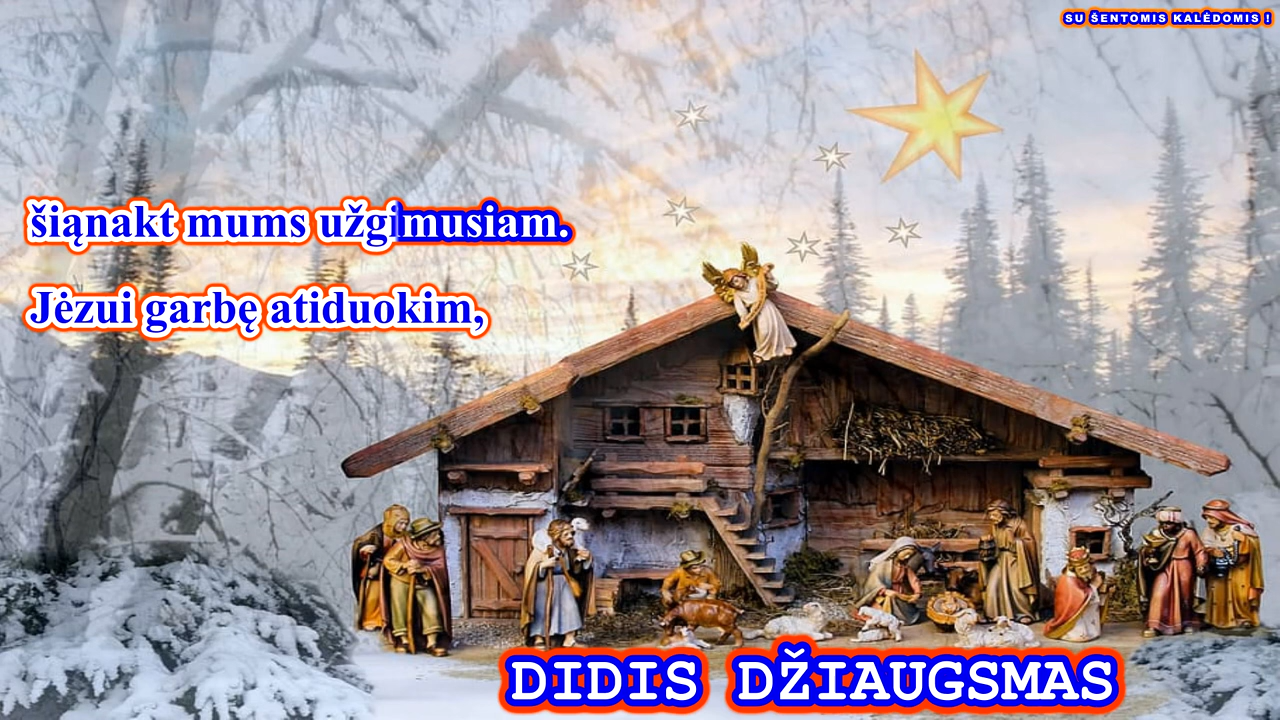 SU ŠENTOMIS KALĖDOMIS !
šiąnakt mums užgimusiam.
Jėzui garbę atiduokim,
DIDIS DŽIAUGSMAS